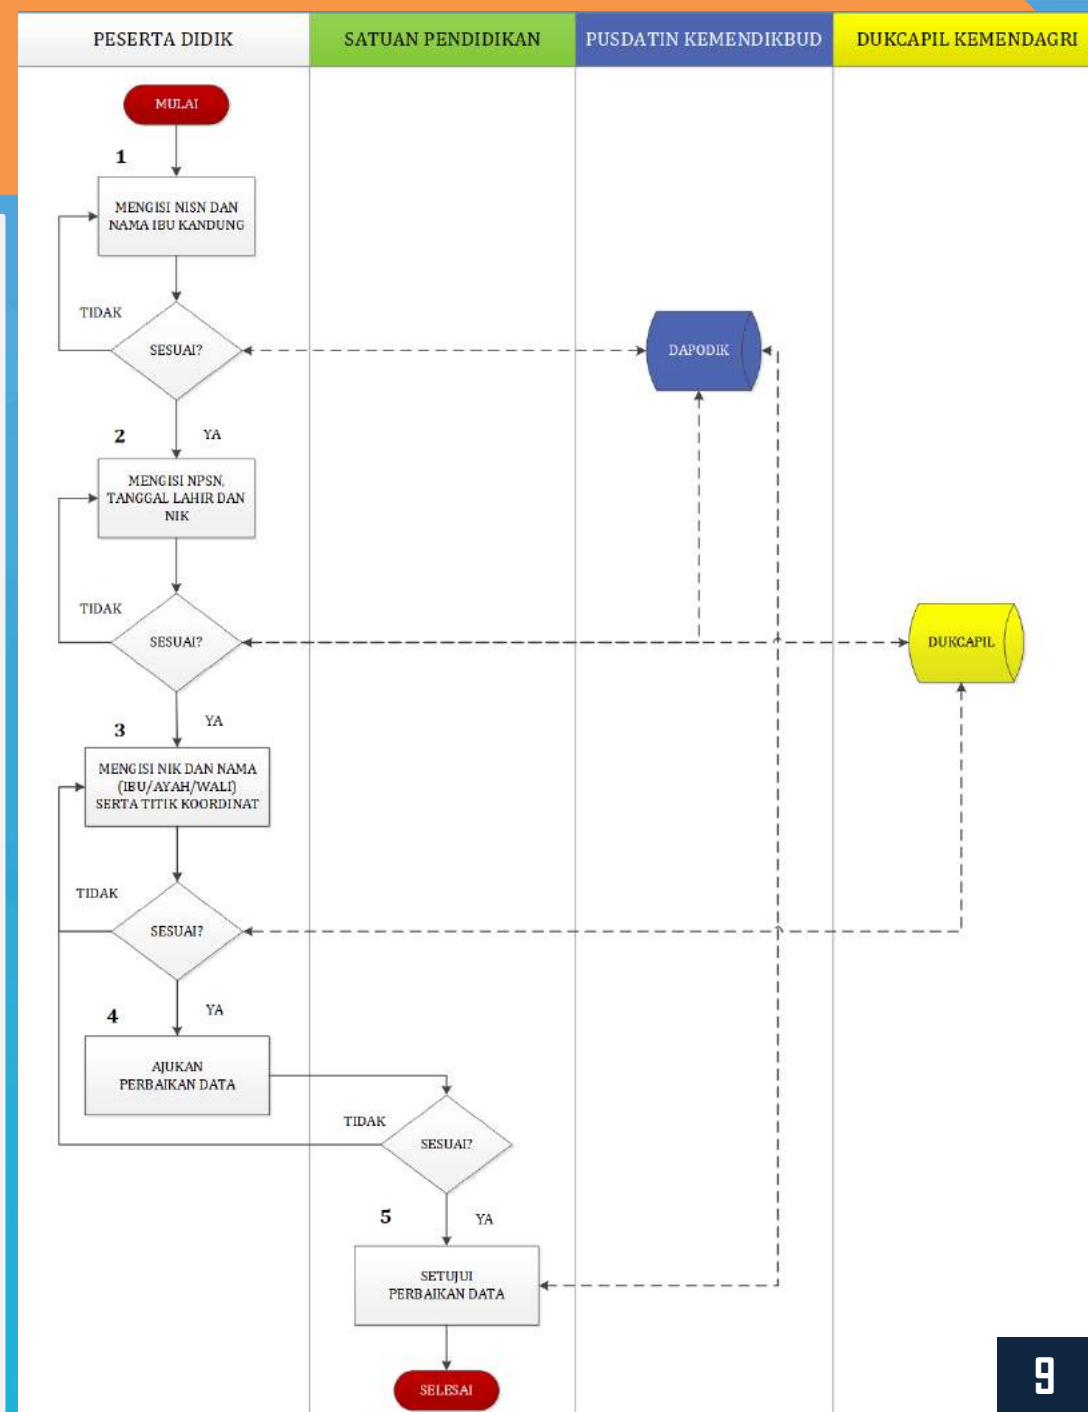 PESERTA DIDIK
SATUAN PENDIDIKAN
PUSDATIN KEMENDIKBUD
DUKCAPIL KEMENDAGRI
MULAI
1
MENGISI NISN DAN
NAMA IBU KANDUNG
TIDAK
SESUAI?
DAPODIK
2
YA
MENGISI NPSN,
TANGGAL LAHIR DAN
NIK
TIDAK
SESUAI?
DUKCAPIL
3
YA
MENGISI NIK DAN NAMA
(IBU/AYAH/WALI)
SERTA TITIK KOORDINAT
TIDAK
SESUAI?
4
YA
AJUKAN
PERBAIKAN DATA
TIDAK
SESUAI?
5
YA
SETUJUI
PERBAIKAN DATA
SELESAI
9